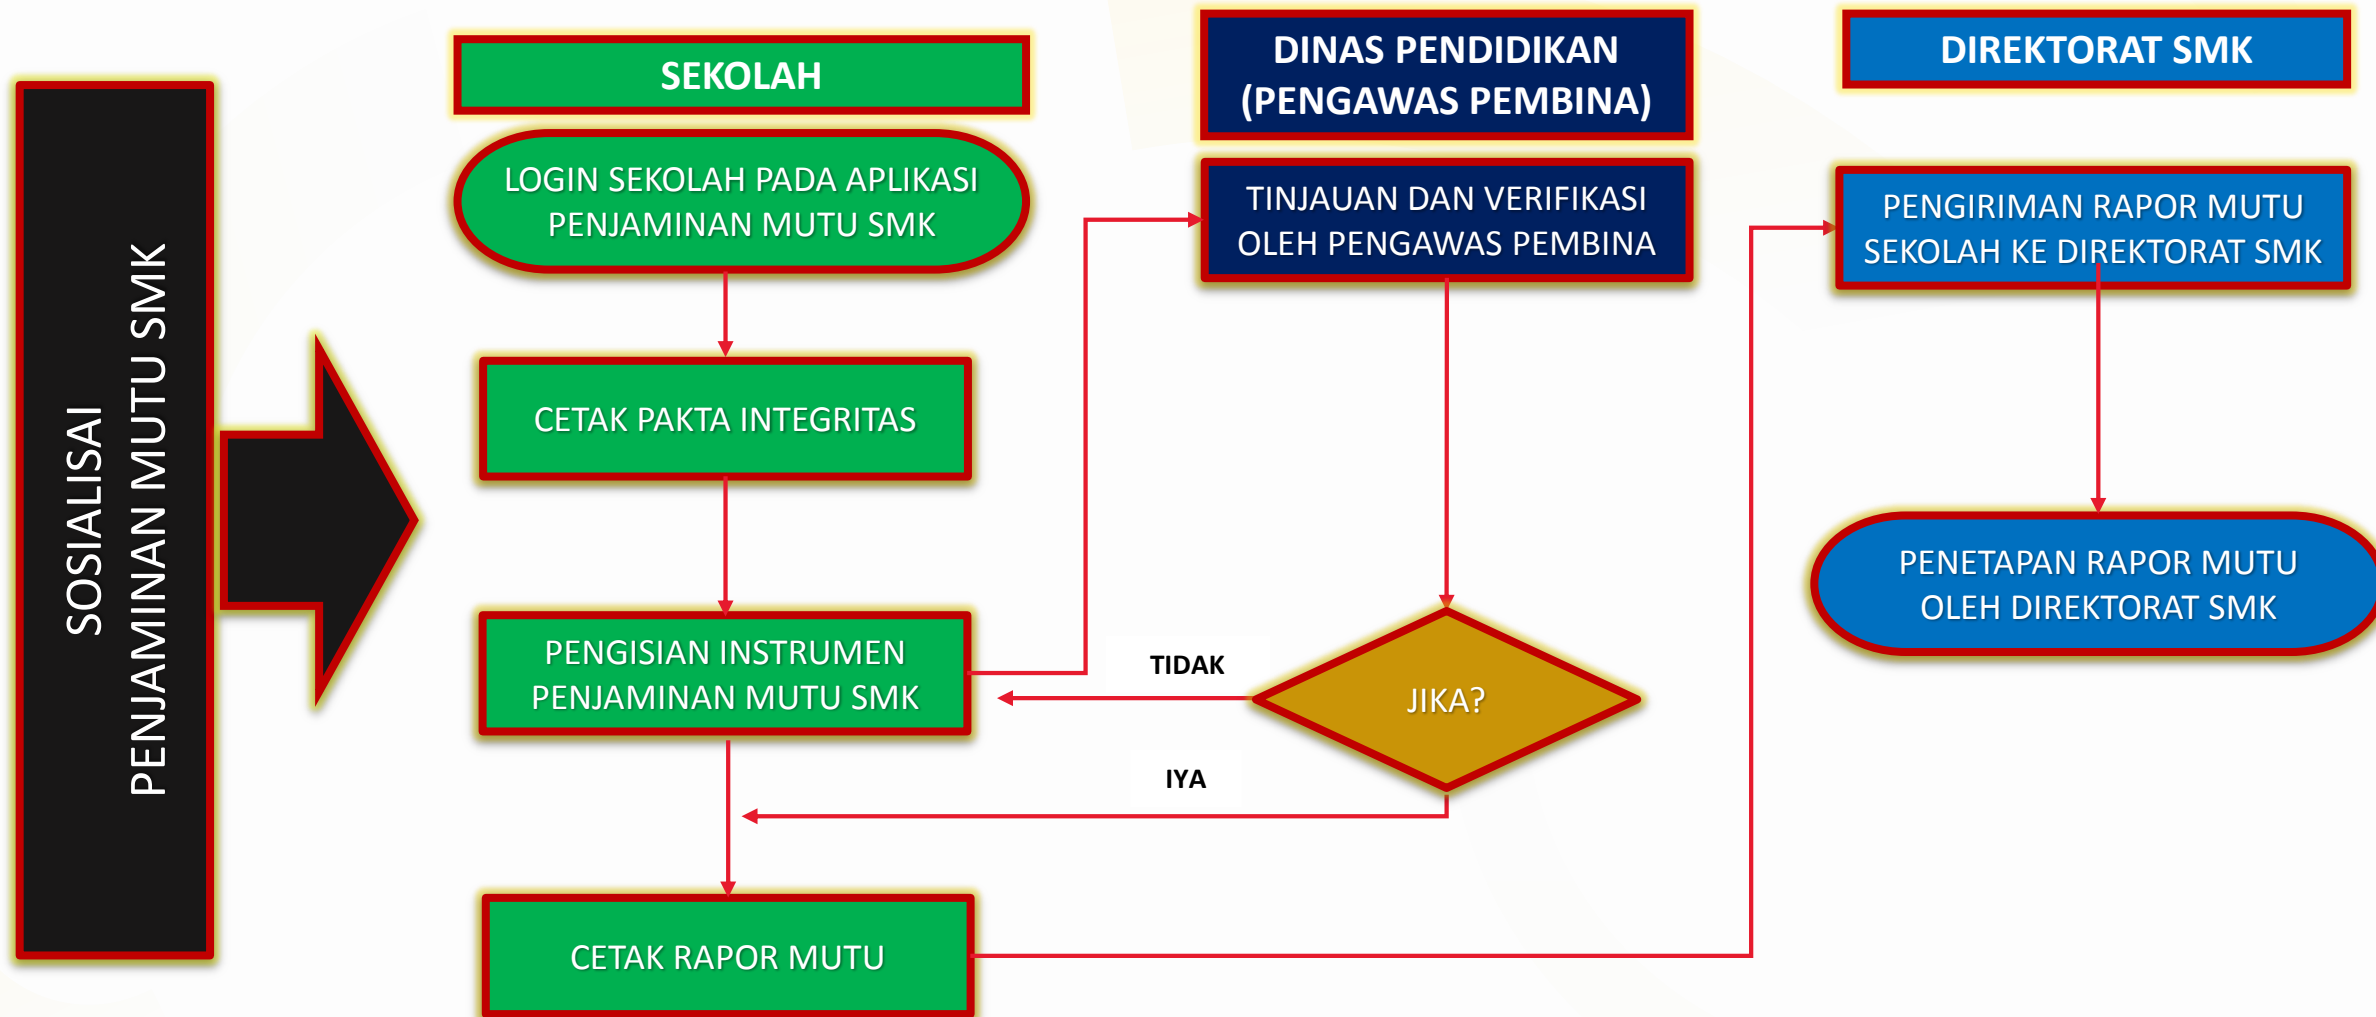 SOSIALISAI
PENJAMINAN MUTU SMK
SEKOLAH
LOGIN SEKOLAH PADA APLIKASI
PENJAMINAN MUTU SMK
CETAK PAKTA INTEGRITAS
PENGISIAN INSTRUMEN
PENJAMINAN MUTU SMK
CETAK RAPOR MUTU
DINAS PENDIDIKAN
(PENGAWAS PEMBINA)
TINJAUAN DAN VERIFIKASI
OLEH PENGAWAS PEMBINA
JIKA?
TIDAK
IYA
DIREKTORAT SMK
PENGIRIMAN RAPOR MUTU
SEKOLAH KE DIREKTORAT SMK
PENETAPAN RAPOR MUTU
OLEH DIREKTORAT SMK